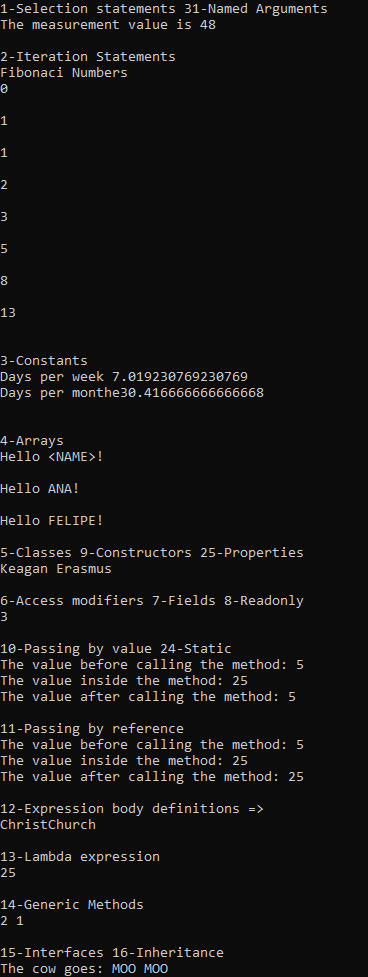 1-Selection statements 31-Named Arguments
The measurement value is 48
2-Iteration Statements
Fibonaci Numbers
0
1
1
2
3
5
8
13
3-Constants
Days per week 7.019230769230769
Days per monthe30.416666666666668
4-Arrays
Hello <NAME>!
Hello ANA!
Hello FELIPE!
5-Classes 9-Constructors 25-Properties
Keagan Erasmus
6-Access modifiers 7-Fields 8-Readonly
3
10-Passing by value 24-Static
The value before calling the method: 5
The value inside the method: 25
The value after calling the method: 5
11-Passing by reference
The value before calling the method: 5
The value inside the method: 25
The value after calling the method: 25
12-Expression body definitions =>
ChristChurch
13-Lambda expression
25
14-Generic Methods
2 1
15-Interfaces 16-Inheritance
The cow goes: MOO MOO